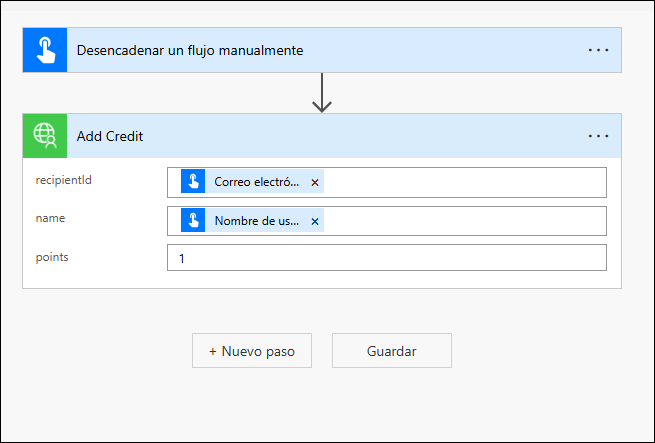 Desencadenar un flujo manualmente
···
Add Credit
···
recipientId
Correo electró... ×
name
Nombre de us... ×
points
1
+ Nuevo paso
Guardar